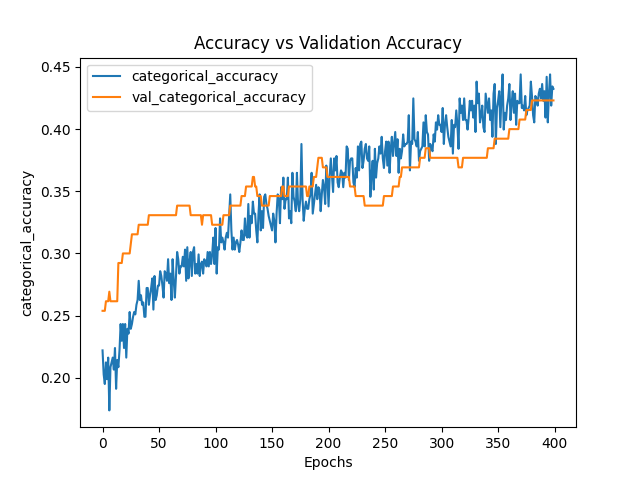 Accuracy vs Validation Accuracy
categorical_accuracy
val_categorical_accuracy
categorical_accuracy
0.45
0.40
0.35
0.30
0.25
0.20
0 50 100 150 200 250 300 350 400
Epochs